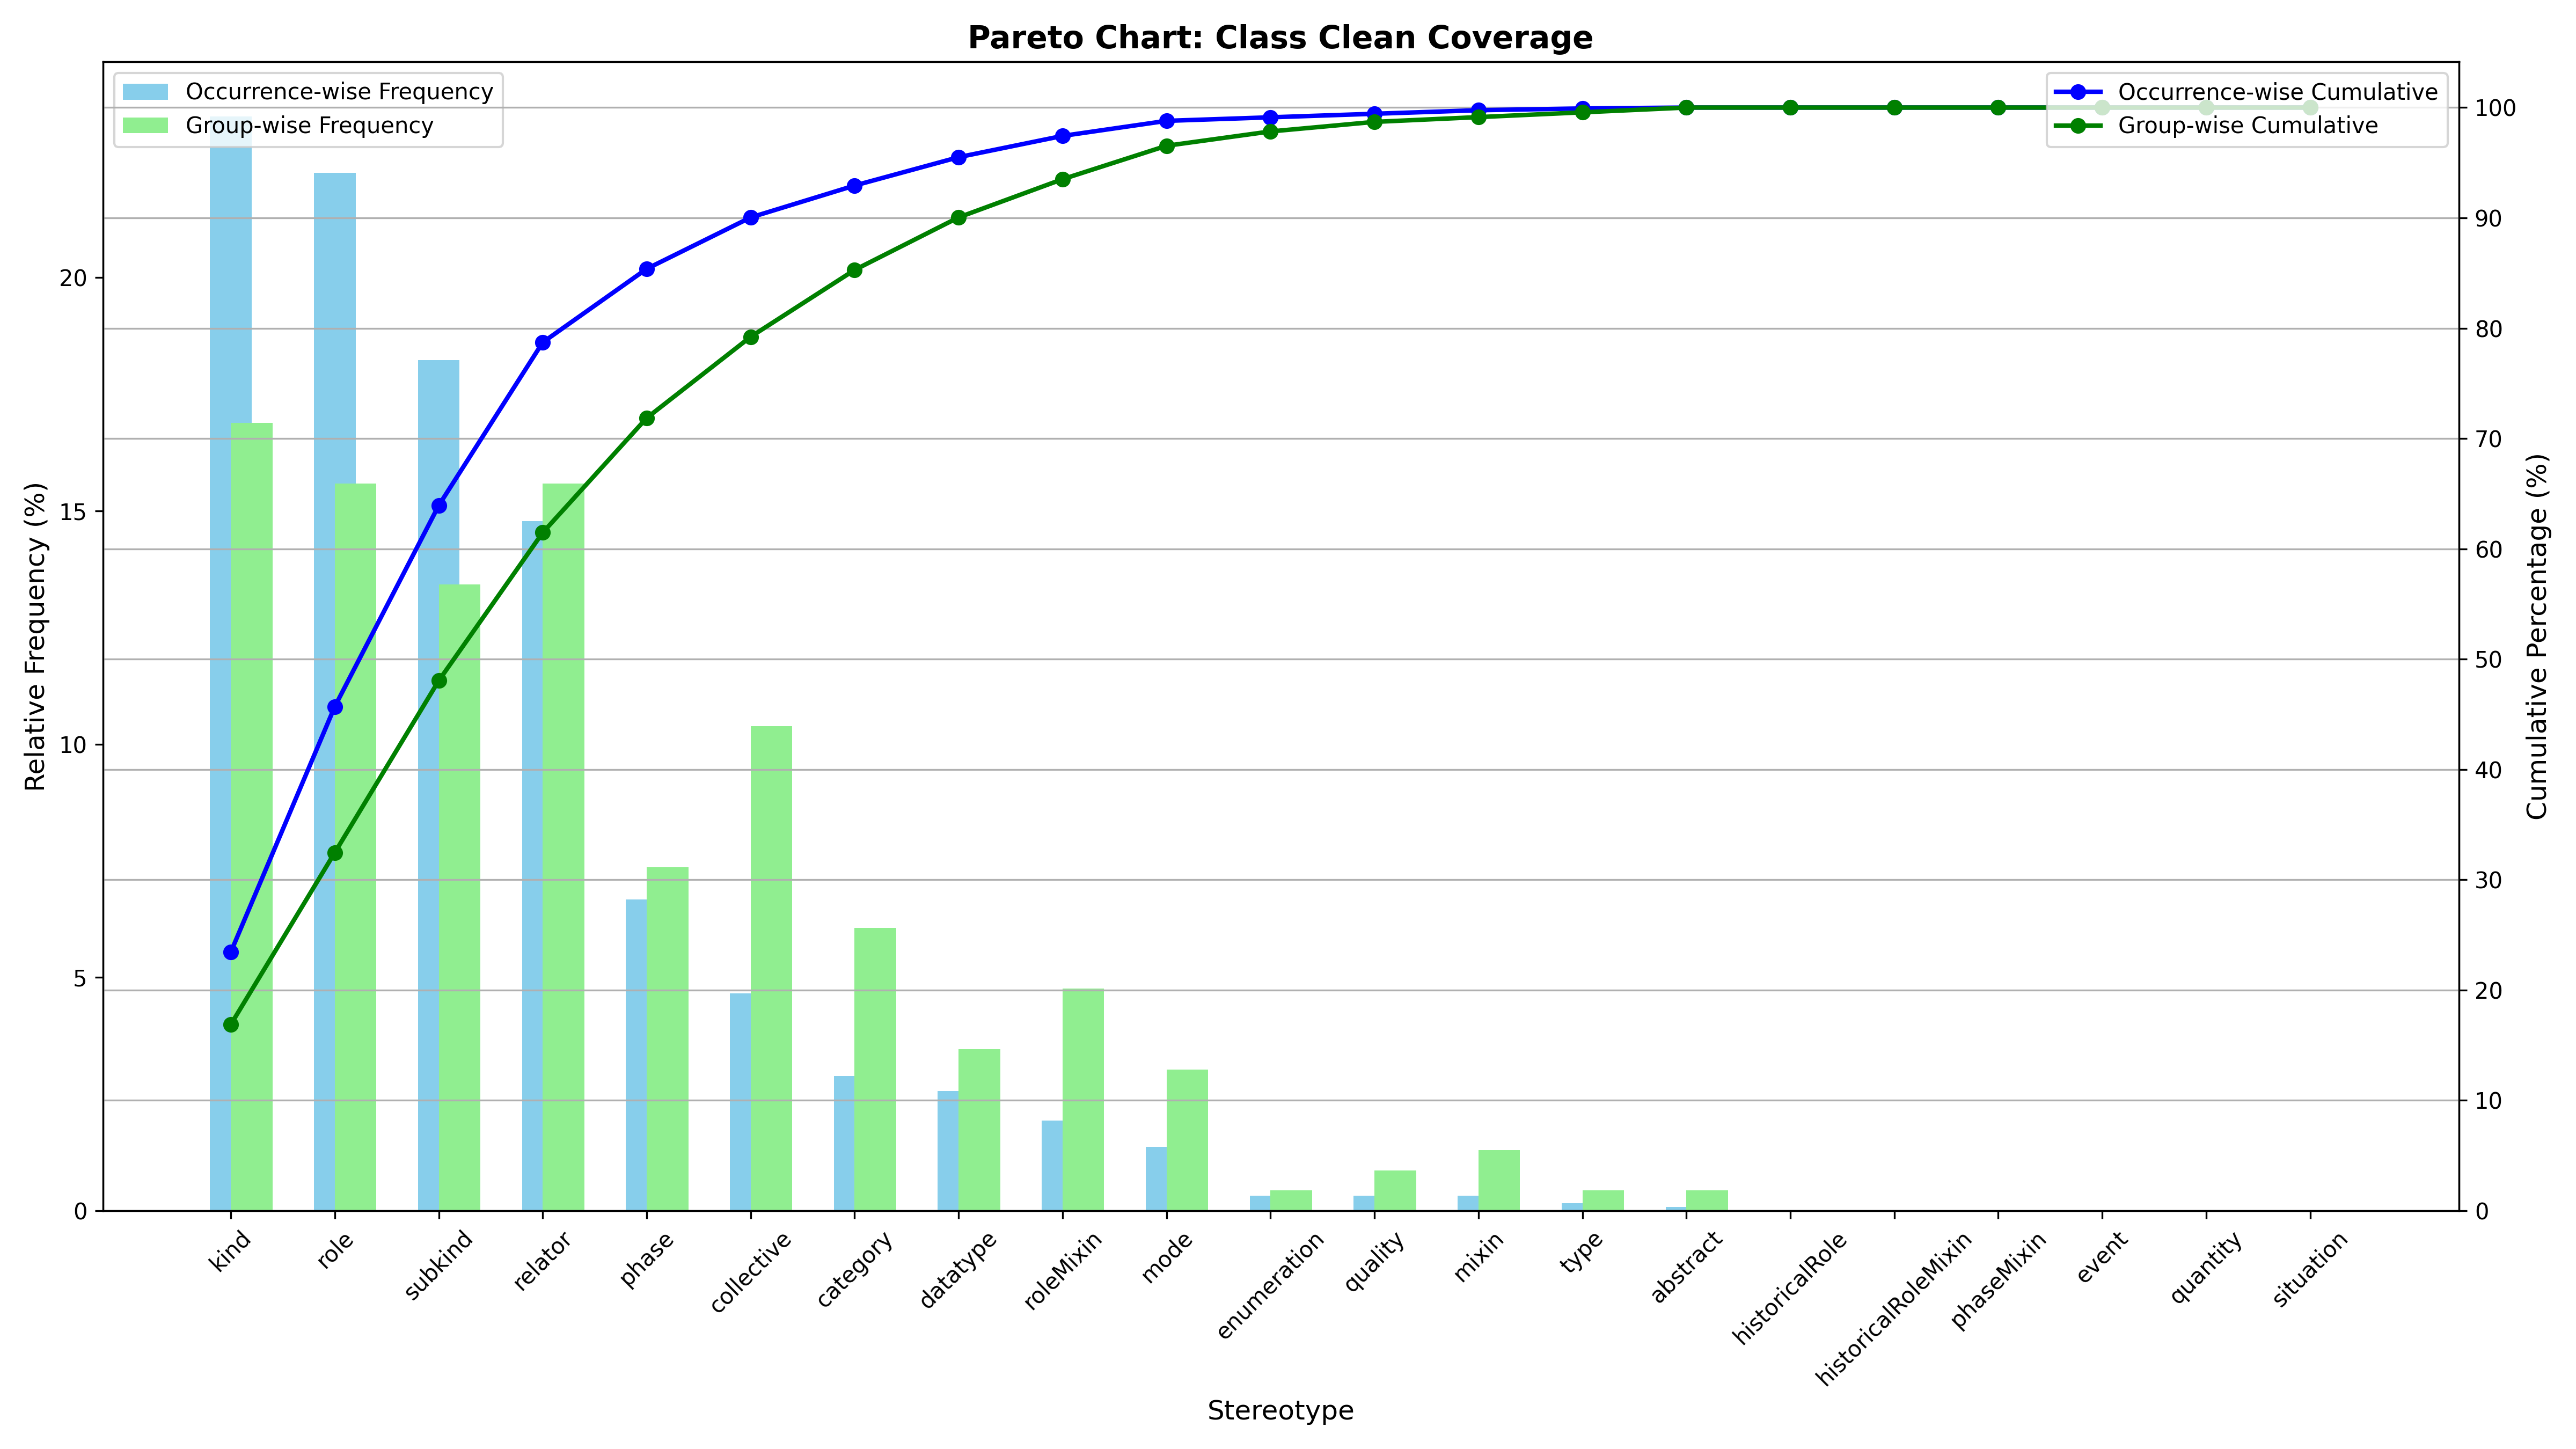 Pareto Chart: Class Clean Coverage
Occurrence-wise Frequency
Group-wise Frequency
Occurrence-wise Cumulative
Group-wise Cumulative
Relative Frequency (%)
20
15
10
5
0
Cumulative Percentage (%)
100
90
80
70
60
50
40
30
20
10
0
kind
role
subkind
relator
phase
collective
category
datatype
roleMixin
mode
enumeration
quality
mixin
type
abstract
historicalRole
historicalRoleMixin
phaseMixin
event
quantity
situation
Stereotype